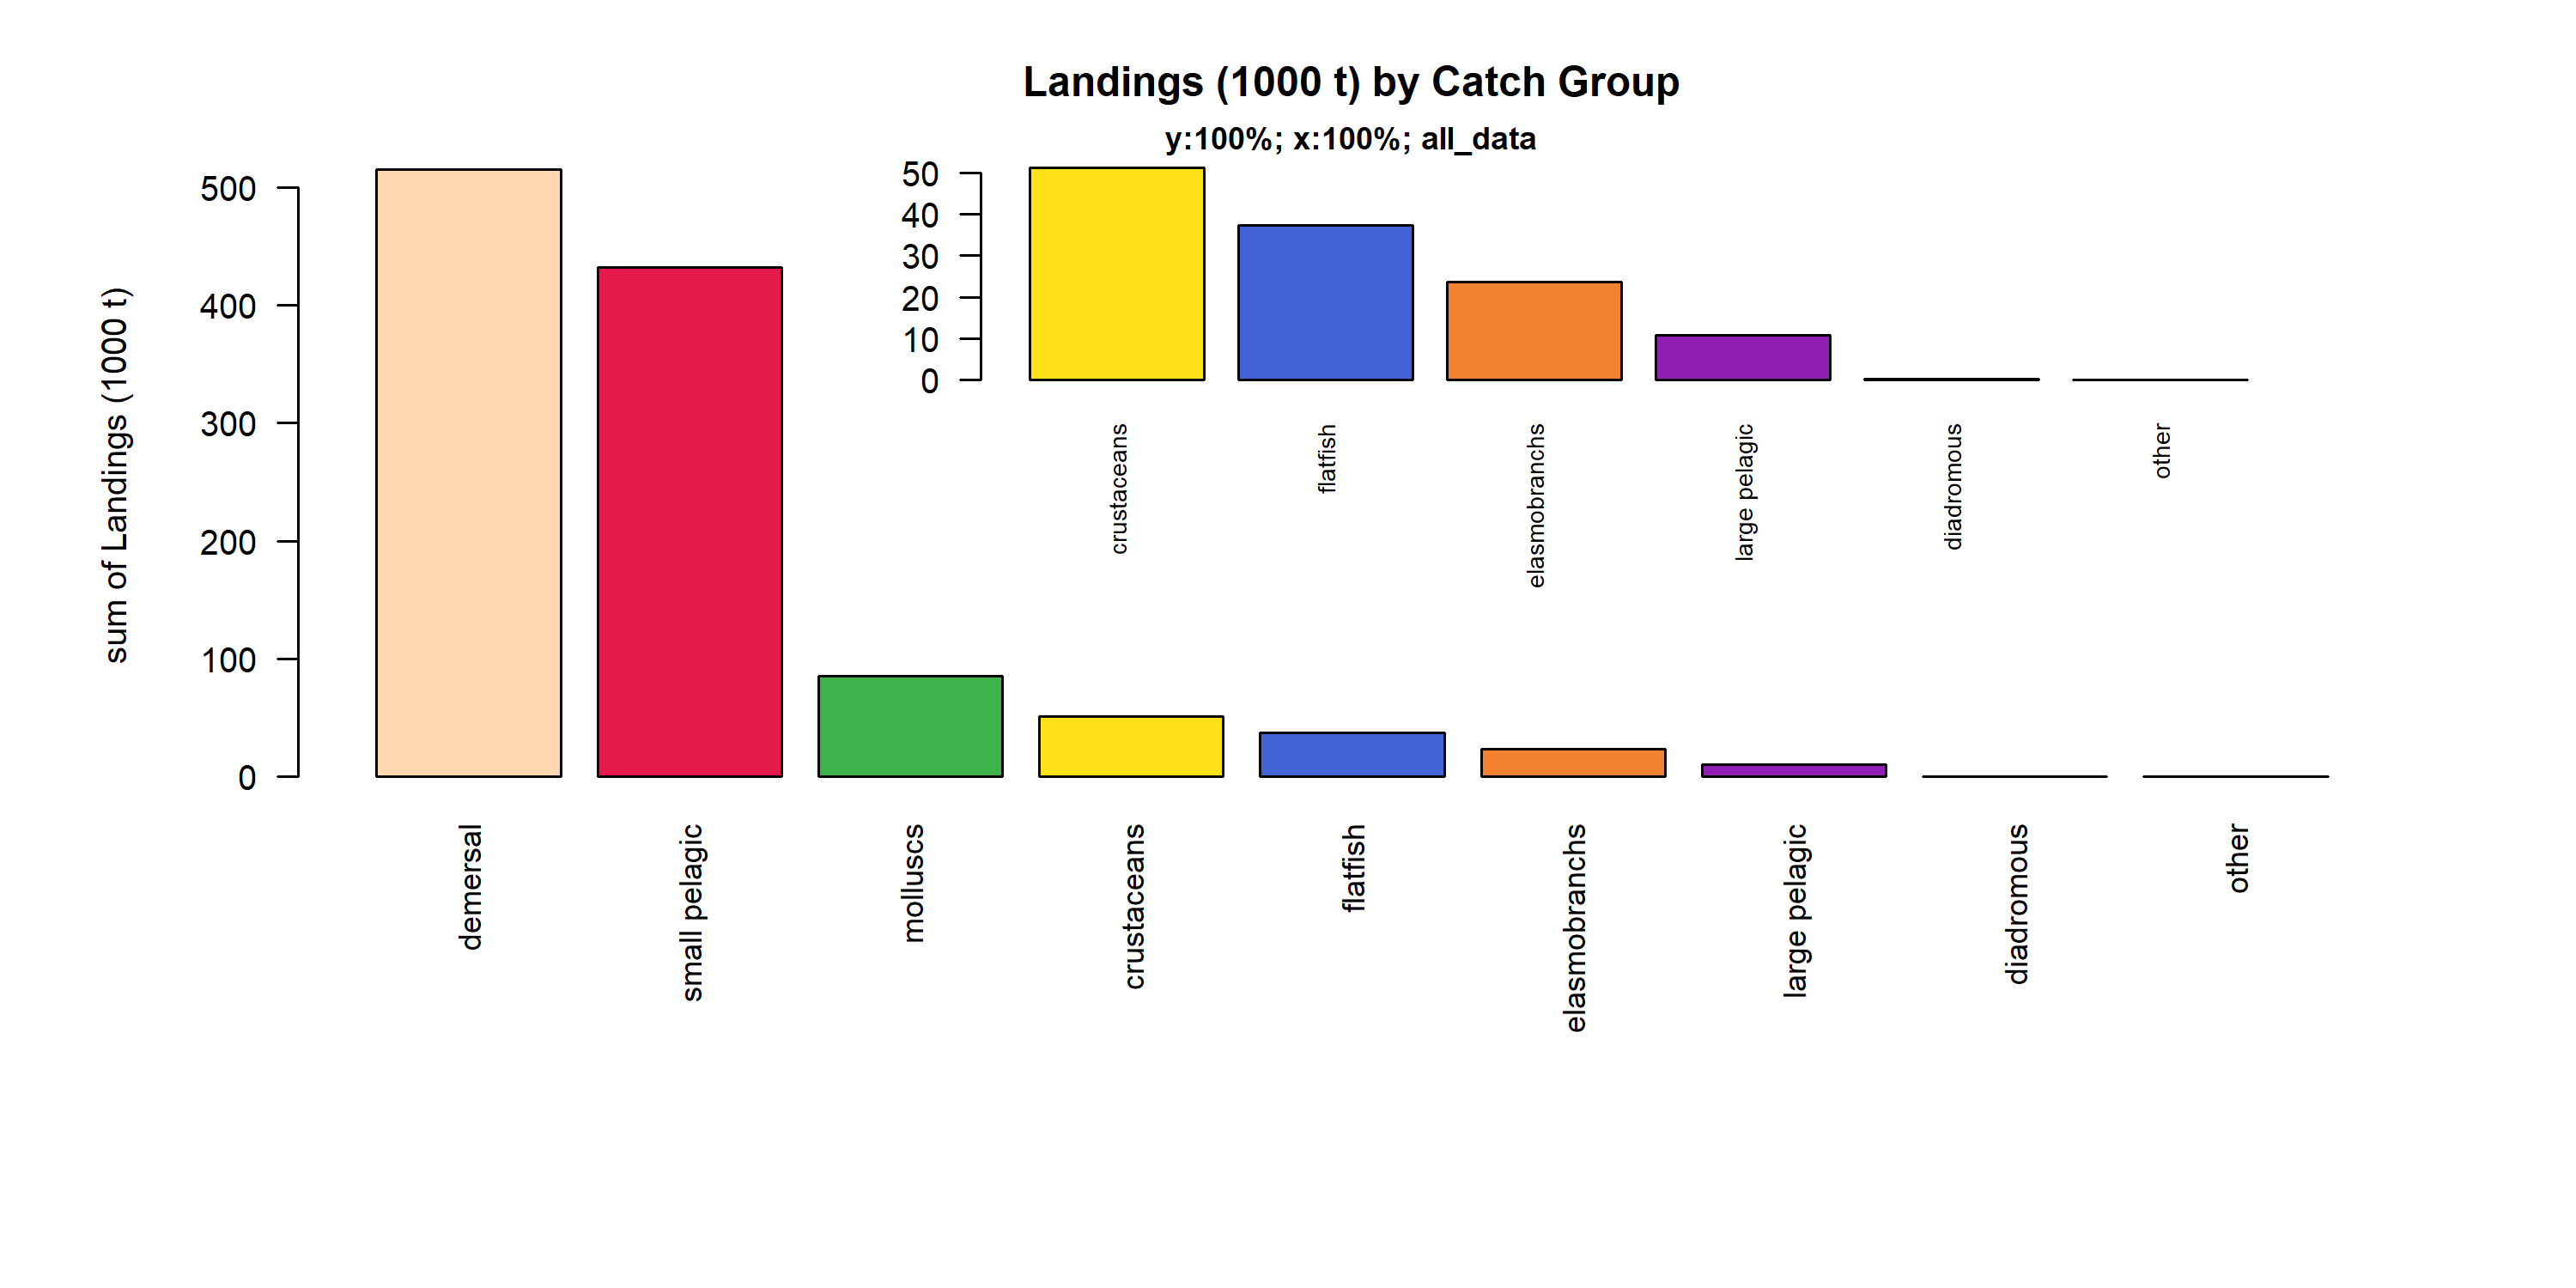 Landings (1000 t) by Catch Group
y:100%; x:100%; all_data
sum of Landings (1000 t)
500
400
300
200
100
0
50
40
30
20
10
0
crustaceans
flatfish
elasmobranchs
large pelagic
diadromous
other
demersal
small pelagic
molluscs
crustaceans
flatfish
elasmobranchs
large pelagic
diadromous
other